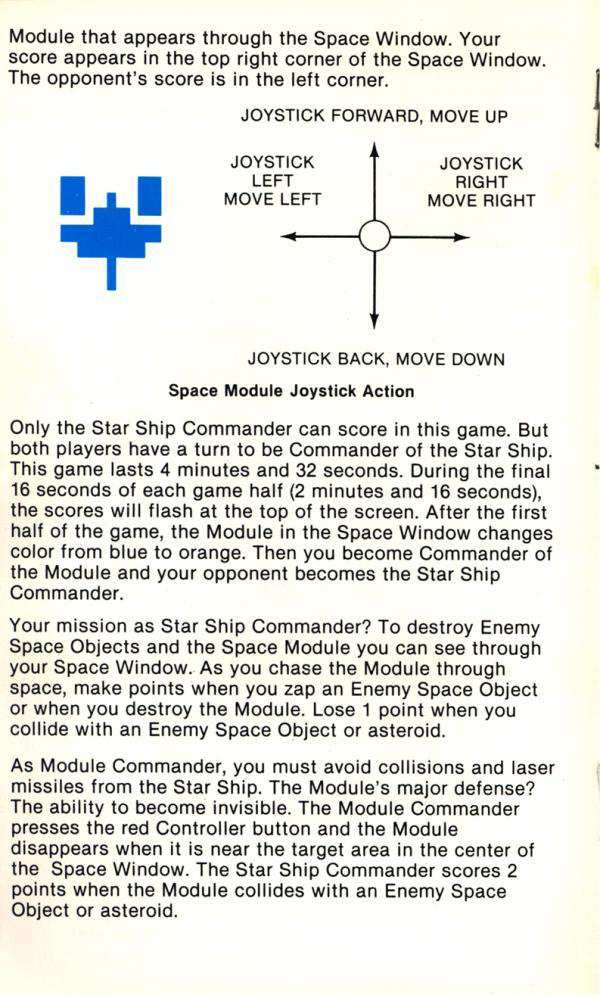 Module that appears through the Space Window. Your
score appears in the top right corner of the Space Window.
The opponent's score is in the left corner.
JOYSTICK FORWARD, MOVE UP
JOYSTICK
LEFT
MOVE LEFT
JOYSTICK
RIGHT
MOVE RIGHT
JOYSTICK BACK, MOVE DOWN
Space Module Joystick Action
Only the Star Ship Commander can score in this game. But
both players have a turn to be Commander of the Star Ship.
This game lasts 4 minutes and 32 seconds. During the final
16 seconds of each game half (2 minutes and 16 seconds),
the scores will flash at the top of the screen. After the first
half of the game, the Module in the Space Window changes
color from blue to orange. Then you become Commander of
the Module and your opponent becomes the Star Ship
Commander.
Your mission as Star Ship Commander? To destroy Enemy
Space Objects and the Space Module you can see through
your Space Window. As you chase the Module through
space, make points when you zap an Enemy Space Object
or when you destroy the Module. Lose 1 point when you
collide with an Enemy Space Object or asteroid.
As Module Commander, you must avoid collisions and laser
missiles from the Star Ship. The Module's major defense?
The ability to become invisible. The Module Commander
presses the red Controller button and the Module
disappears when it is near the target area in the center of
the Space Window. The Star Ship Commander scores 2
points when the Module collides with an Enemy Space
Object or asteroid.